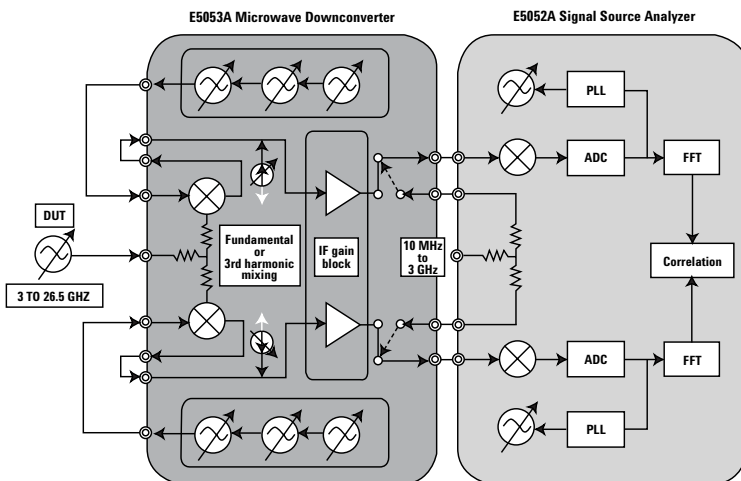 E5053A Microwave Downconverter
E5052A Signal Source Analyzer
PLL
ADC
FFT
DUT
3 TO 26.5 GHZ
Fundamental
or
3rd harmonic
mixing
IF gain
block
10 MHz
to
3 GHz
Correlation
ADC
FFT
PLL